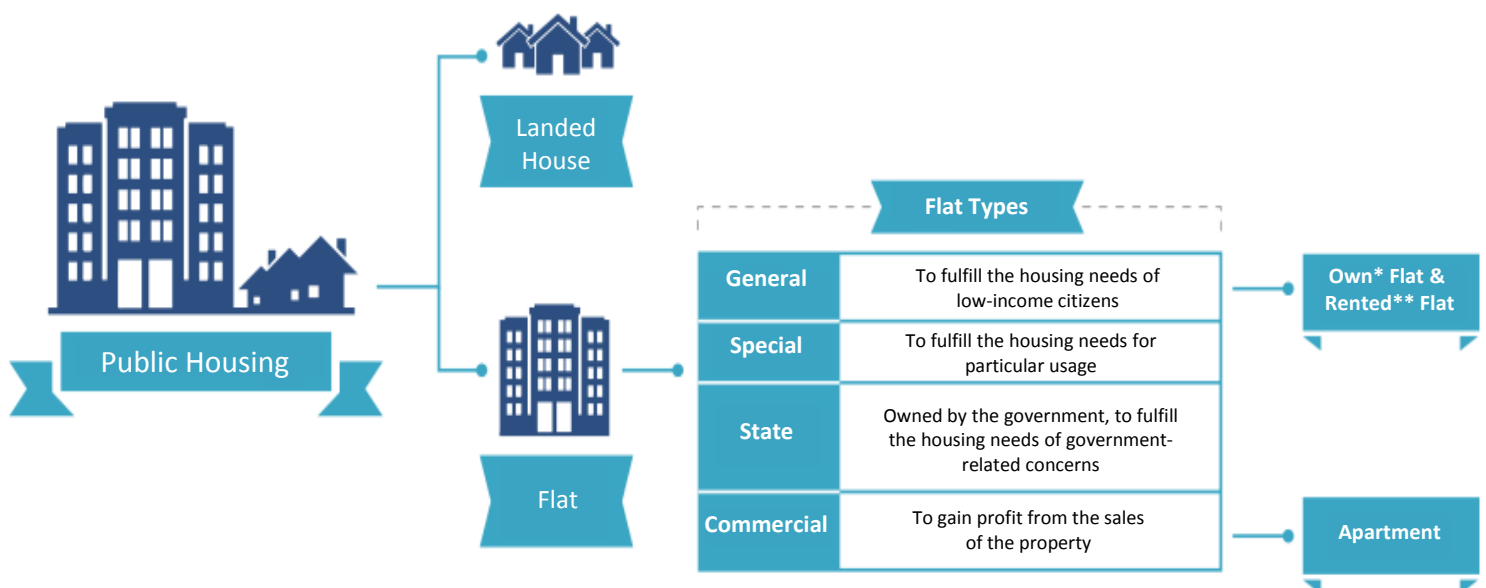 Landed
House
Public Housing
Flat
Flat Types
General
To fulfill the housing needs of
low-income citizens
Special
To fulfill the housing needs for
particular usage
State
Owned by the government, to fulfill
the housing needs of government-
related concerns
Commercial
To gain profit from the sales
of the property
Own* Flat &
Rented** Flat
Apartment